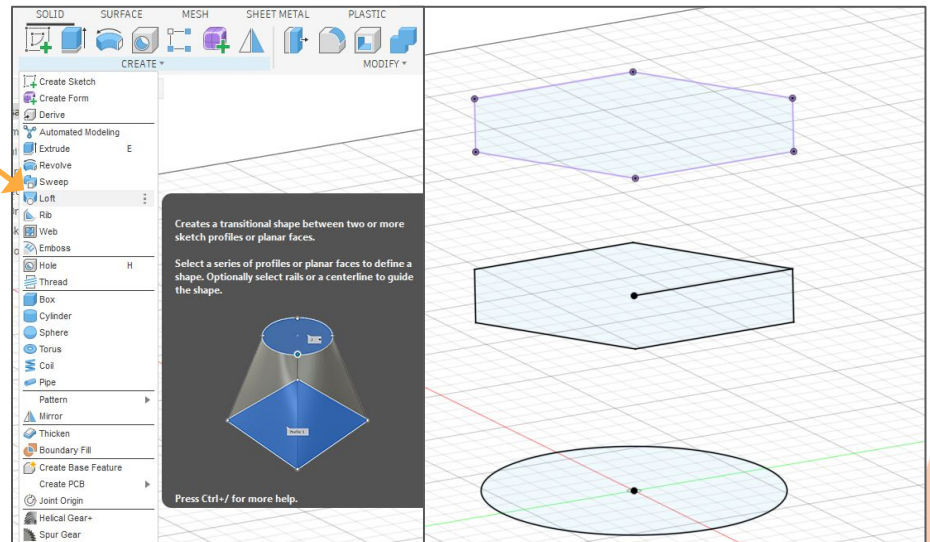 SOLID SURFACE MESH SHEET METAL PLASTIC
CREATE MODIFY
Create Sketch
Create Form
Derive
Automated Modeling
Extrude E
Revolve
Sweep
Loft
Rib
Web
Emboss
Hole H
Thread
Box
Cylinder
Sphere
Torus
Coil
Pipe
Pattern
Mirror
Thicken
Boundary Fill
Create Base Feature
Create PCB
Joint Origin
Helical Gear+
Spur Gear
Creates a transitional shape between two or more
sketch profiles or planar faces.
Select a series of profiles or planar faces to define a
shape. Optionally select rails or a centerline to guide
the shape.
Press Ctrl+/ for more help.